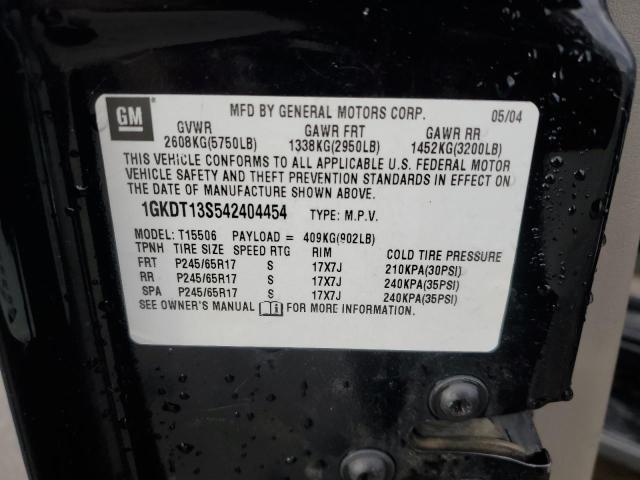 GM
MFD BY GENERAL MOTORS CORP. 05/04
GVWR GAWR FRT GAWR RR
2608KG(5750LB) 1338KG(2950LB) 1452KG(3200LB)
THIS VEHICLE CONFORMS TO ALL APPLICABLE U.S. FEDERAL MOTOR
VEHICLE SAFETY AND THEFT PREVENTION STANDARDS IN EFFECT ON
THE DATE OF MANUFACTURE SHOWN ABOVE.
1GKDT13S542404454 TYPE: M.P.V.
MODEL: T15506 PAYLOAD = 409KG(902LB)
TPNH TIRE SIZE SPEED RTG RIM COLD TIRE PRESSURE
FRT P245/65R17 S 17X7J 210KPA(30PSI)
RR P245/65R17 S 17X7J 240KPA(35PSI)
SPA P245/65R17 S 17X7J 240KPA(35PSI)
SEE OWNER'S MANUAL FOR MORE INFORMATION.